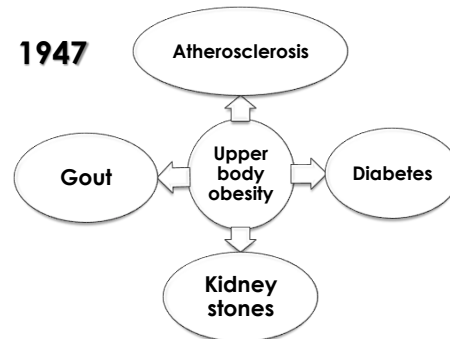 1947
Atherosclerosis
Gout
Upper
body
obesity
Diabetes
Kidney
stones